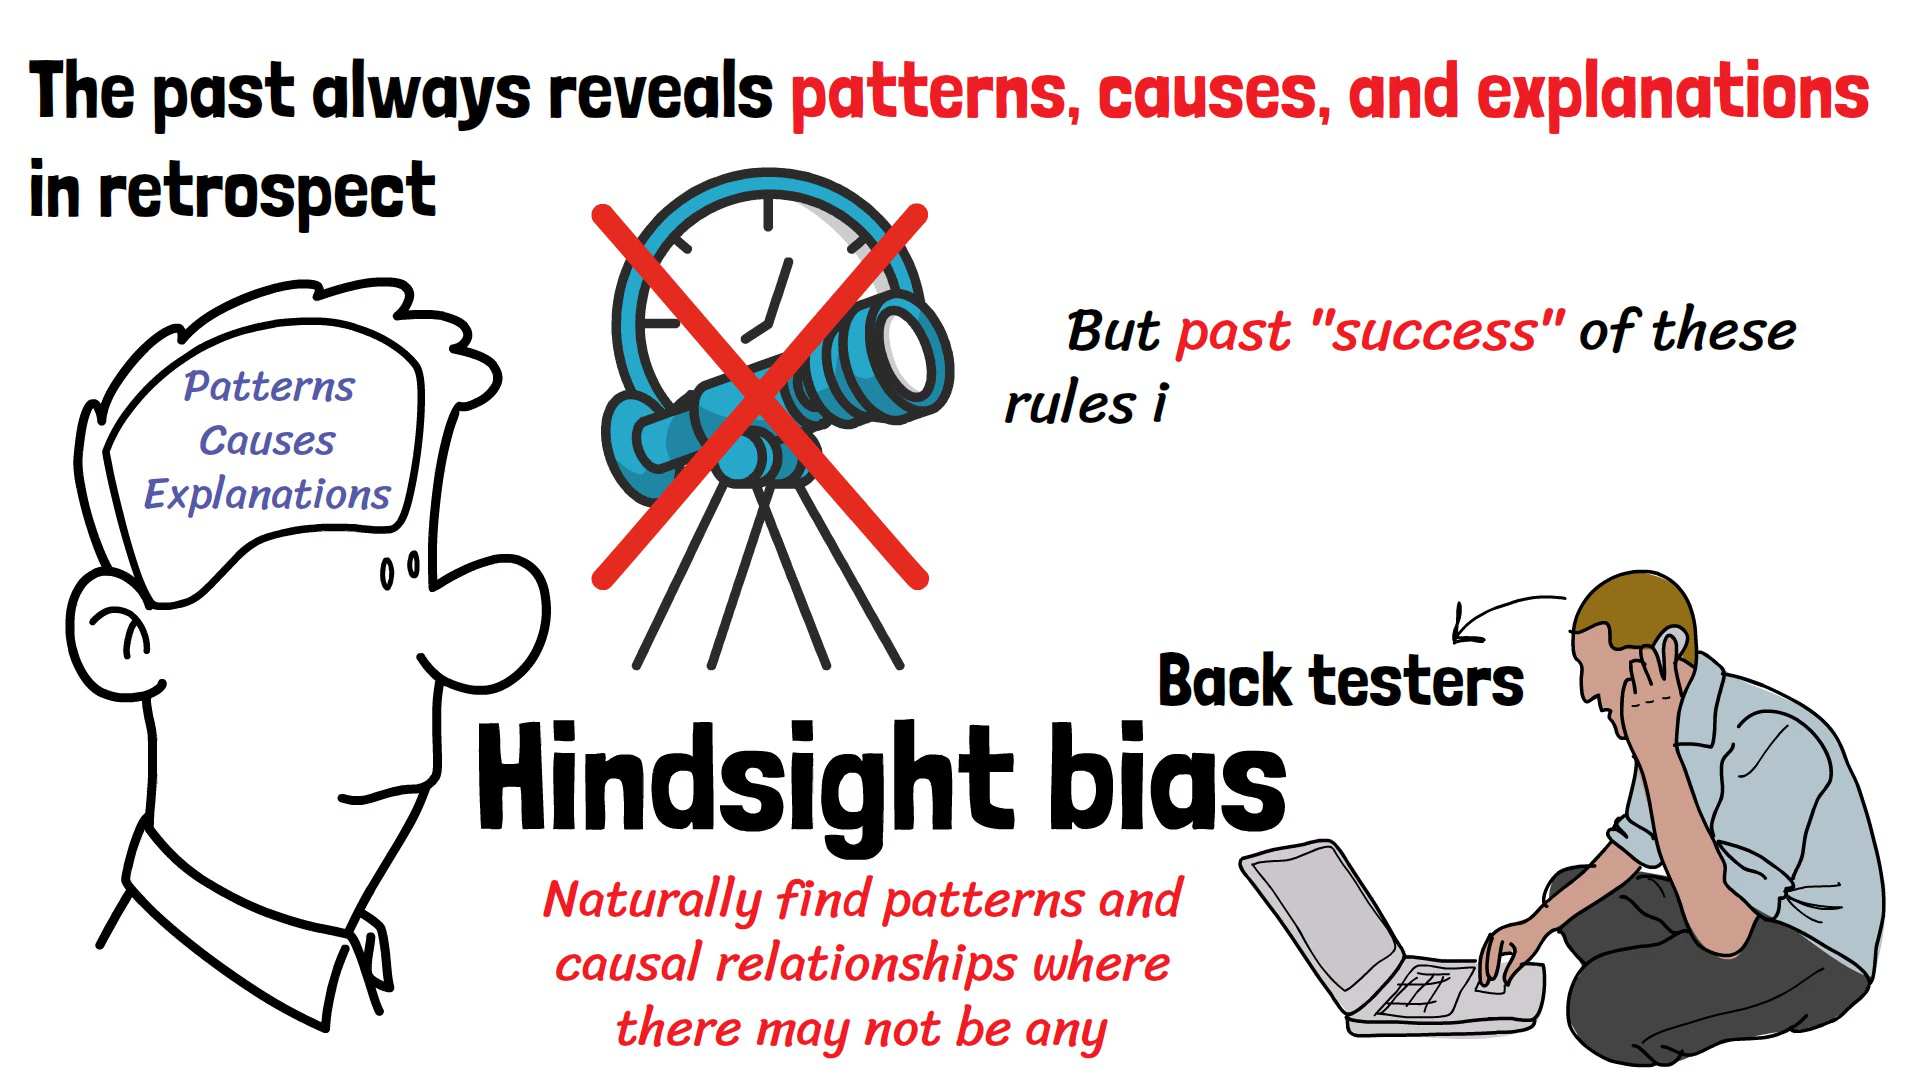 The past always reveals patterns, causes, and explanations
in retrospect
Patterns
Causes
Explanations
But past "success" of these
rules i
Back testers
Hindsight bias
Naturally find patterns and
causal relationships where
there may not be any